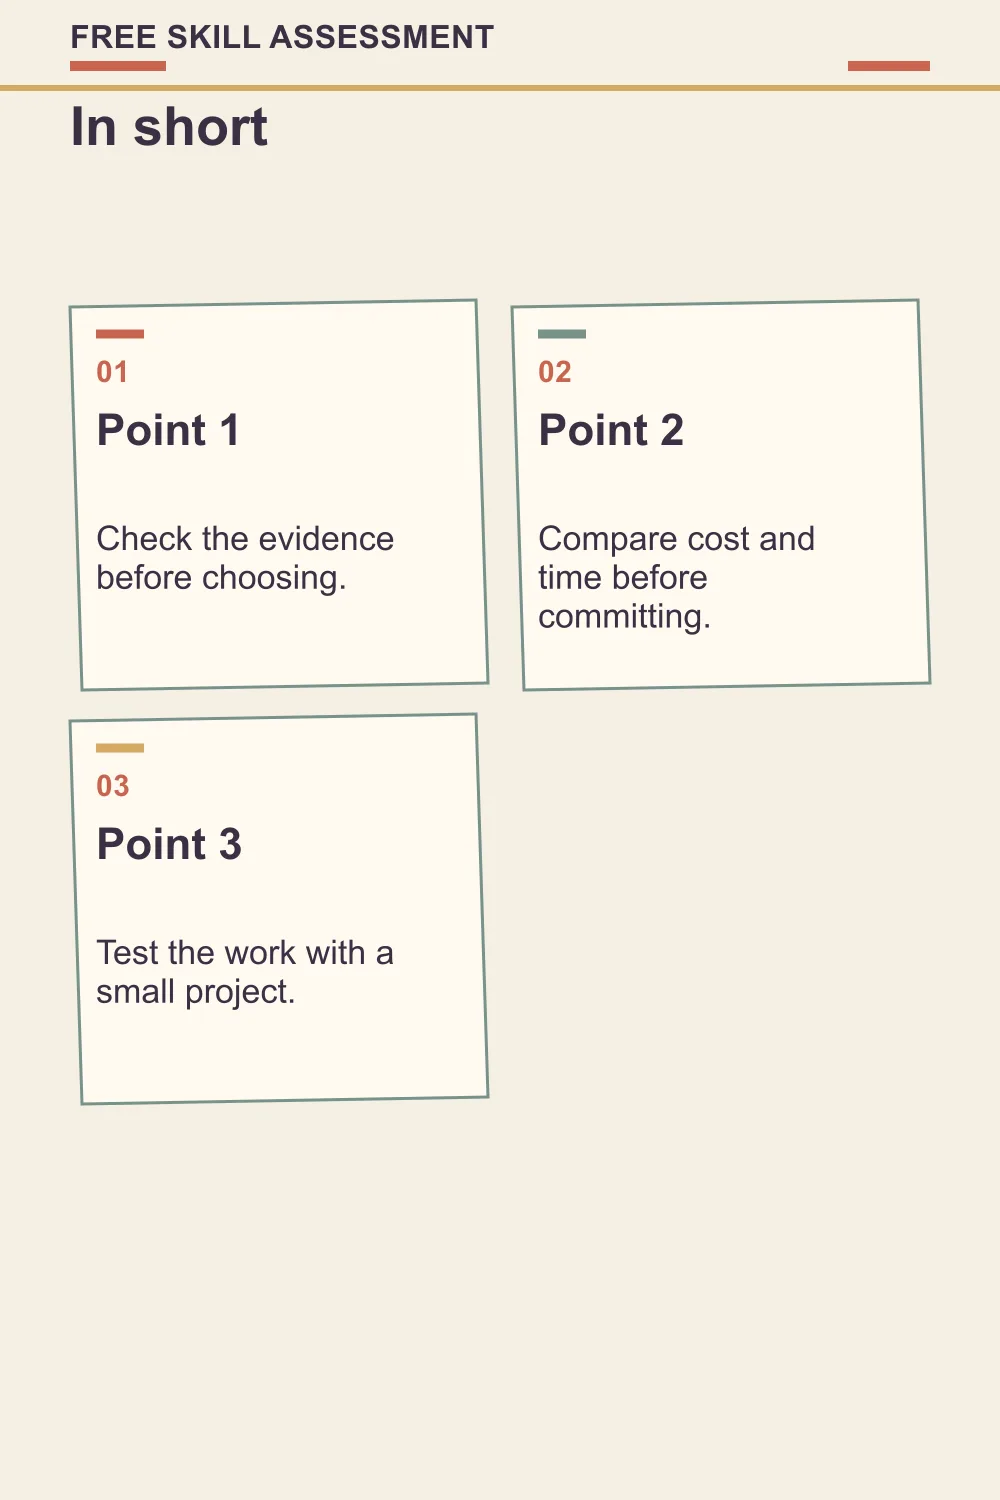 FREE SKILL ASSESSMENT
In short
01
Point 1
Check the evidence
before choosing.
02
Point 2
Compare cost and
time before
committing.
03
Point 3
Test the work with a
small project.